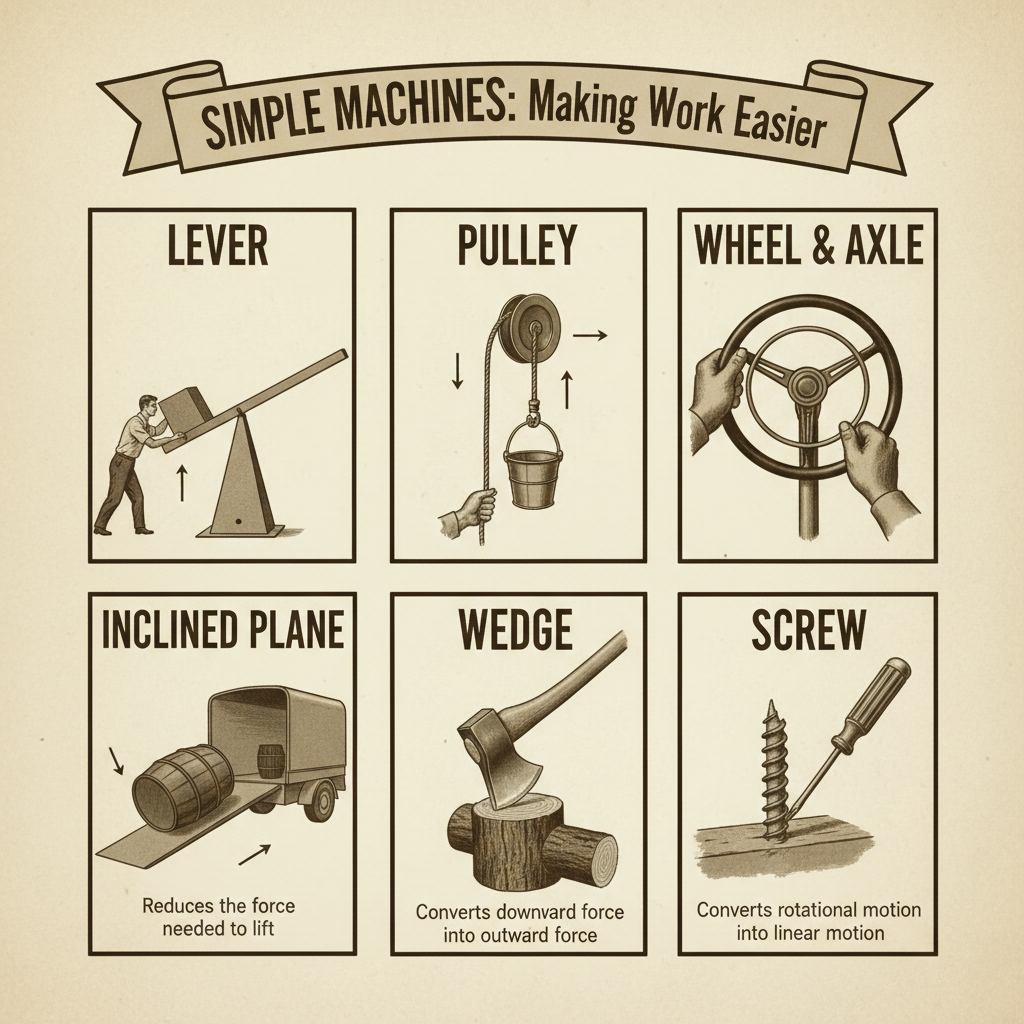 SIMPLE MACHINES: Making Work Easier
LEVER
PULLEY
WHEEL & AXLE
INCLINED PLANE
Reduces the force
needed to lift
WEDGE
Converts downvard force
into outward force
SCREW
Converts rotational motion
into linear motion